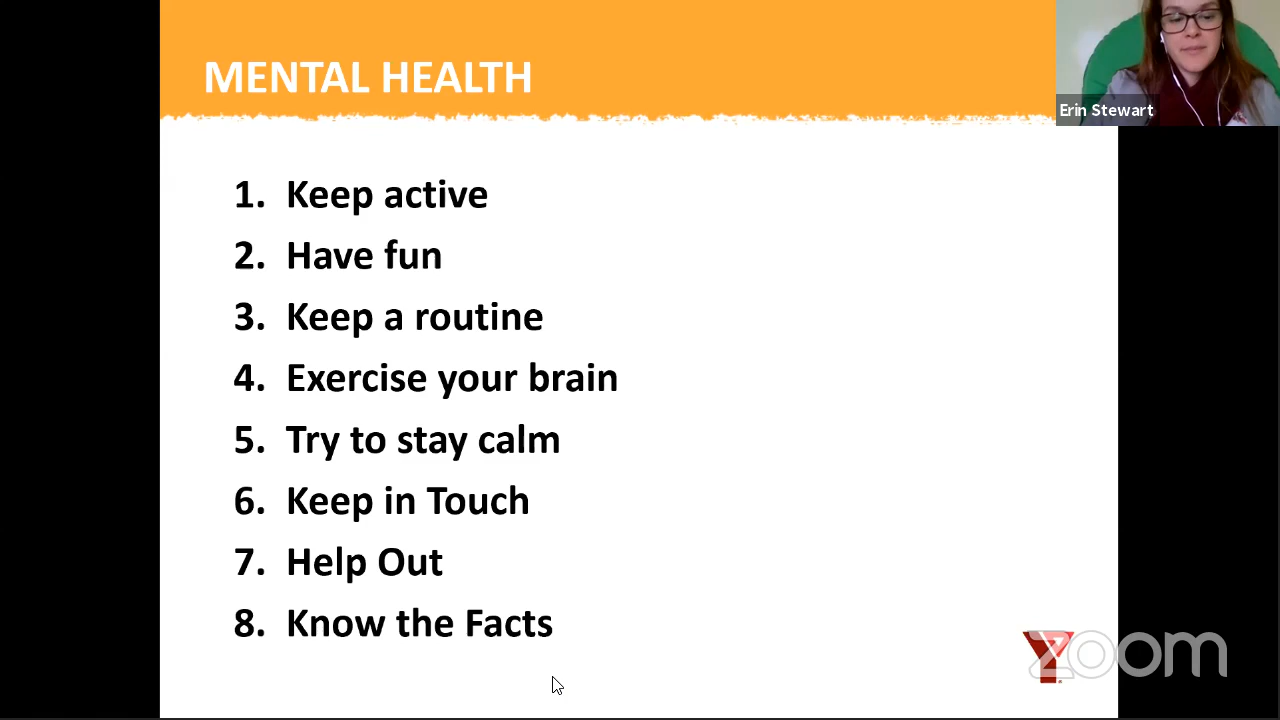 MENTAL HEALTH
Erin Stewart
1. Keep active
2. Have fun
3. Keep a routine
4. Exercise your brain
5. Try to stay calm
6. Keep in Touch
7. Help Out
8. Know the Facts
Y
zoom